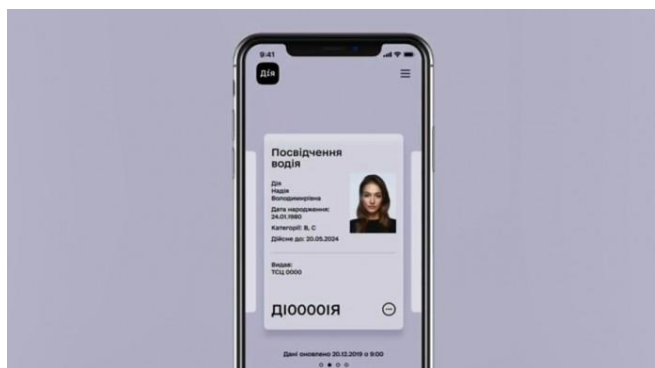 9:41
Дія
Посвідчення
водія
Дія
Надія
Володимирівна
Дата народження:
24.01.1980
Категорії: B, C
Дійсне до: 20.05.2024
Видав:
ТСЦ 0000
ДІ0000ІЯ
Дані оновлено 20.12.2019 о 9:00